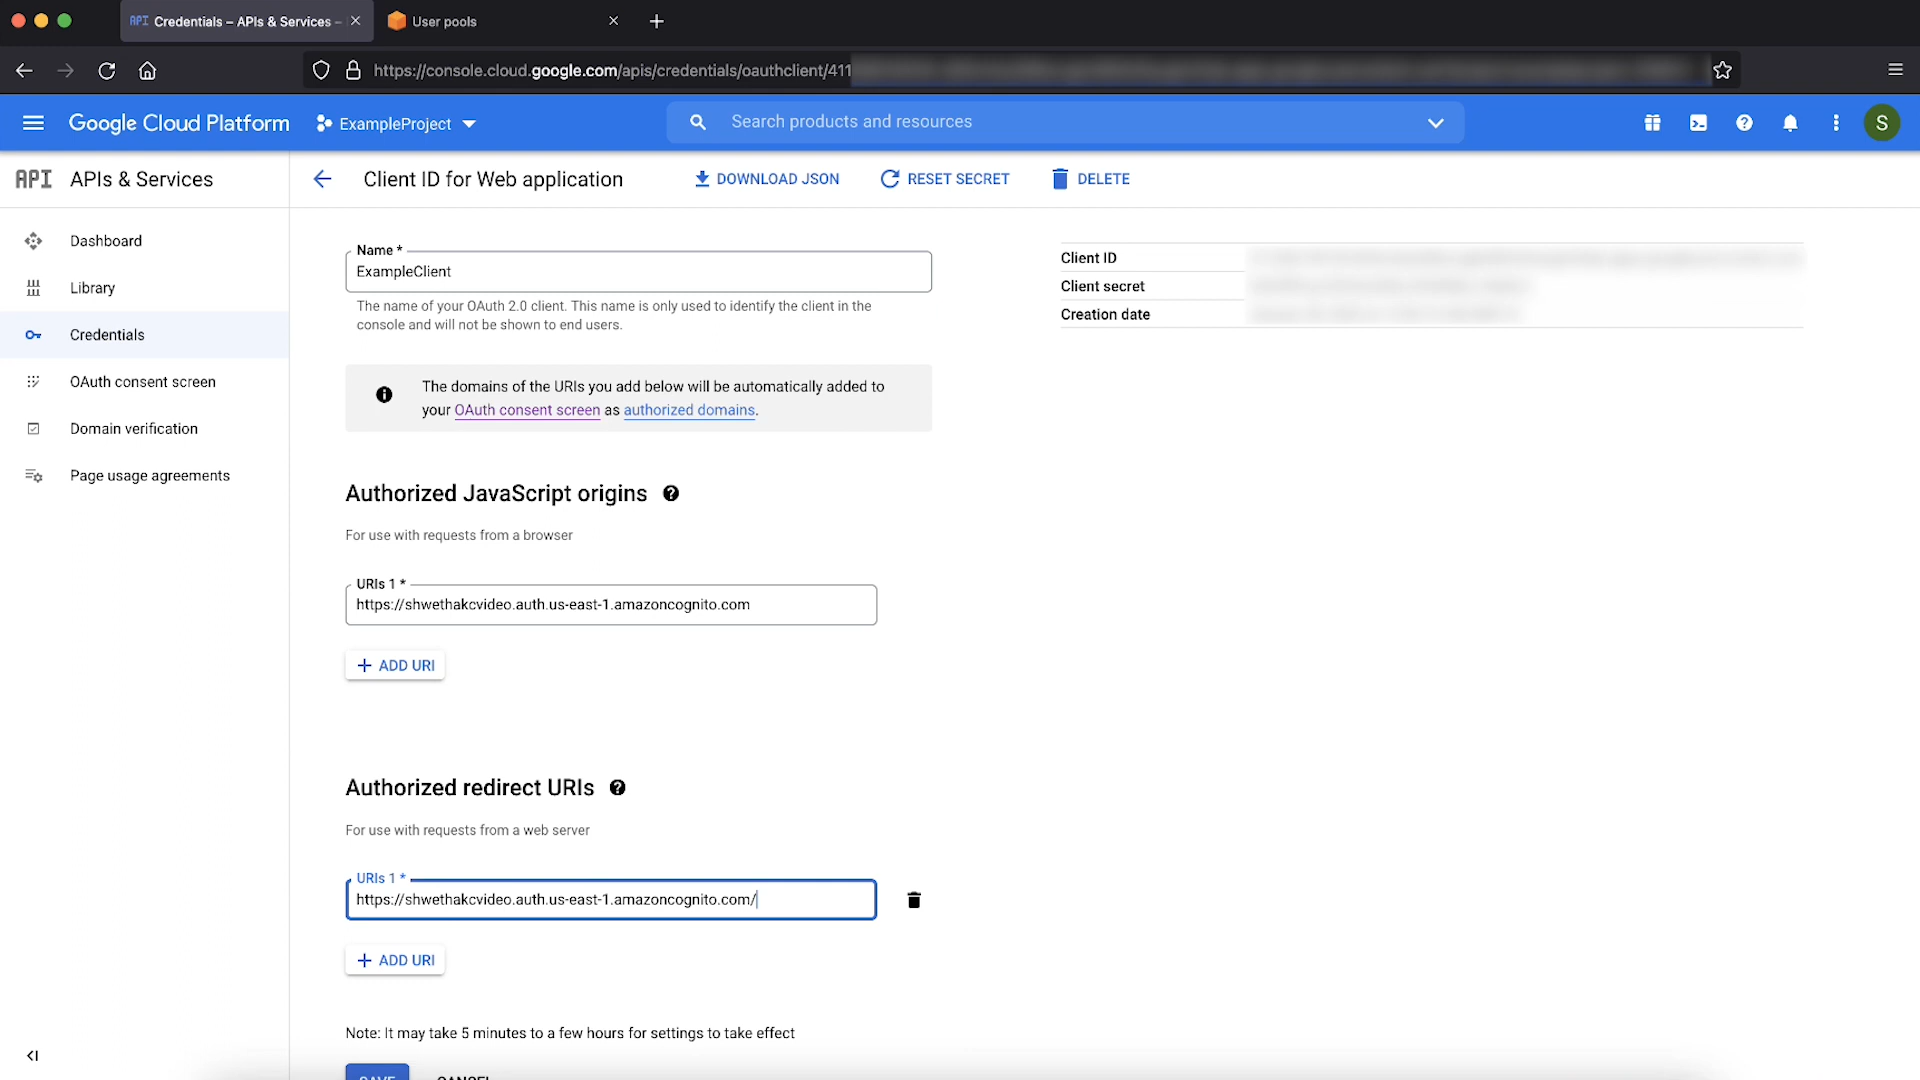 API Credentials – APIs & Services –
User pools
https://console.cloud.google.com/apis/credentials/oauthclient/411
Google Cloud Platform
ExampleProject
Search products and resources
S
API APIs & Services
Client ID for Web application
DOWNLOAD JSON
RESET SECRET
DELETE
Dashboard
Library
Credentials
OAuth consent screen
Domain verification
Page usage agreements
Name *
ExampleClient
The name of your OAuth 2.0 client. This name is only used to identify the client in the
console and will not be shown to end users.
The domains of the URIs you add below will be automatically added to
your OAuth consent screen as authorized domains.
Authorized JavaScript origins
For use with requests from a browser
URIs 1 *
https://shwethakcvideo.auth.us-east-1.amazoncognito.com
+ ADD URI
Authorized redirect URIs
For use with requests from a web server
URIs 1 *
https://shwethakcvideo.auth.us-east-1.amazoncognito.com/
+ ADD URI
Note: It may take 5 minutes to a few hours for settings to take effect
SAVE
CANCEL
Client ID
Client secret
Creation date